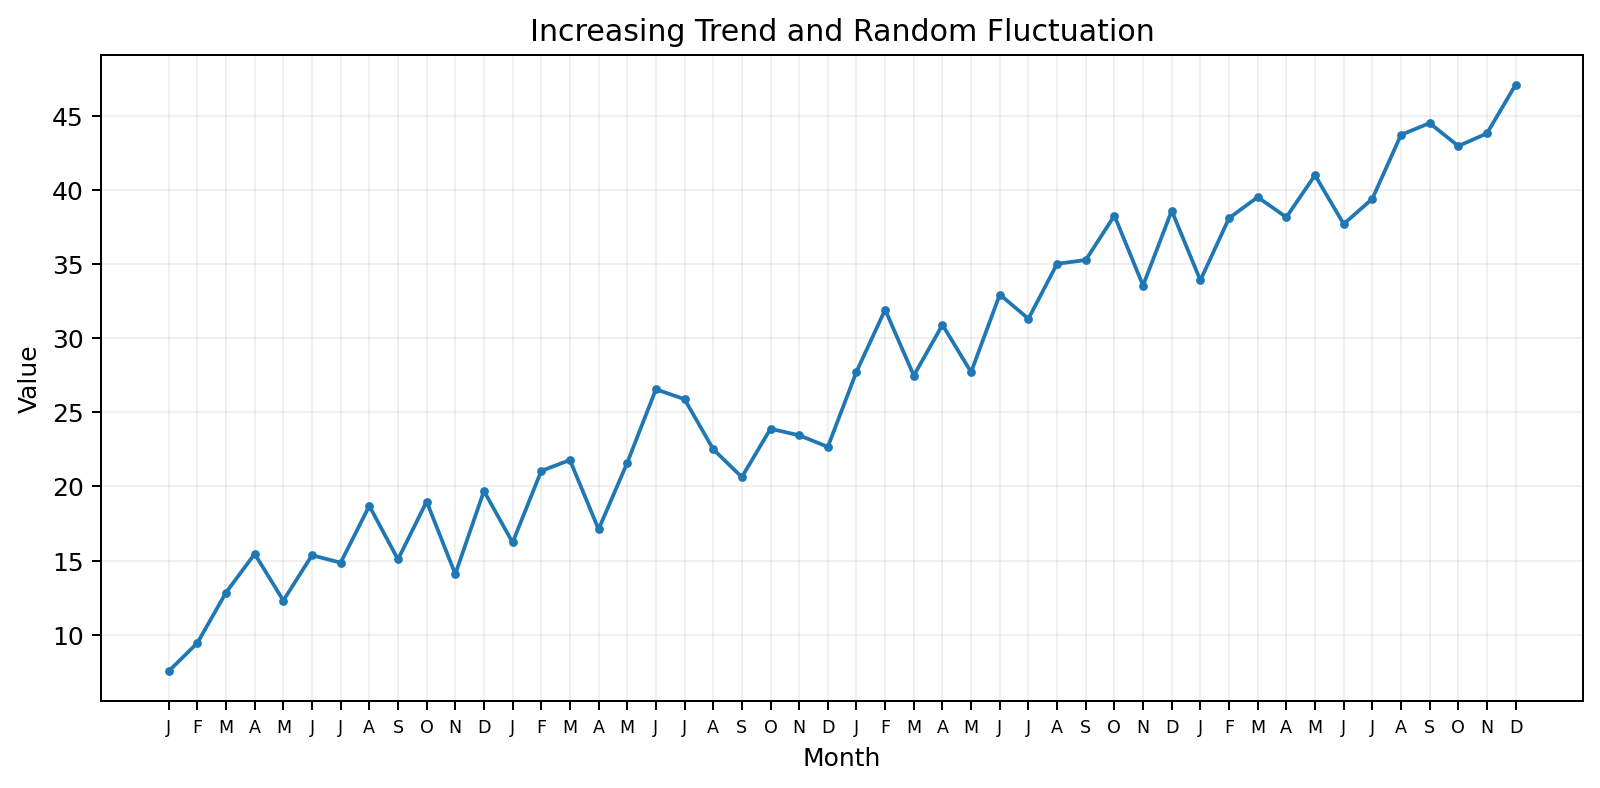 Increasing Trend and Random Fluctuation
45
40
35
30
25
20
15
10
Value
J F M A M J J A S O N D J F M A M J J A S O N D J F M A M J J A S O N D J F M A M J J A S O N D
Month